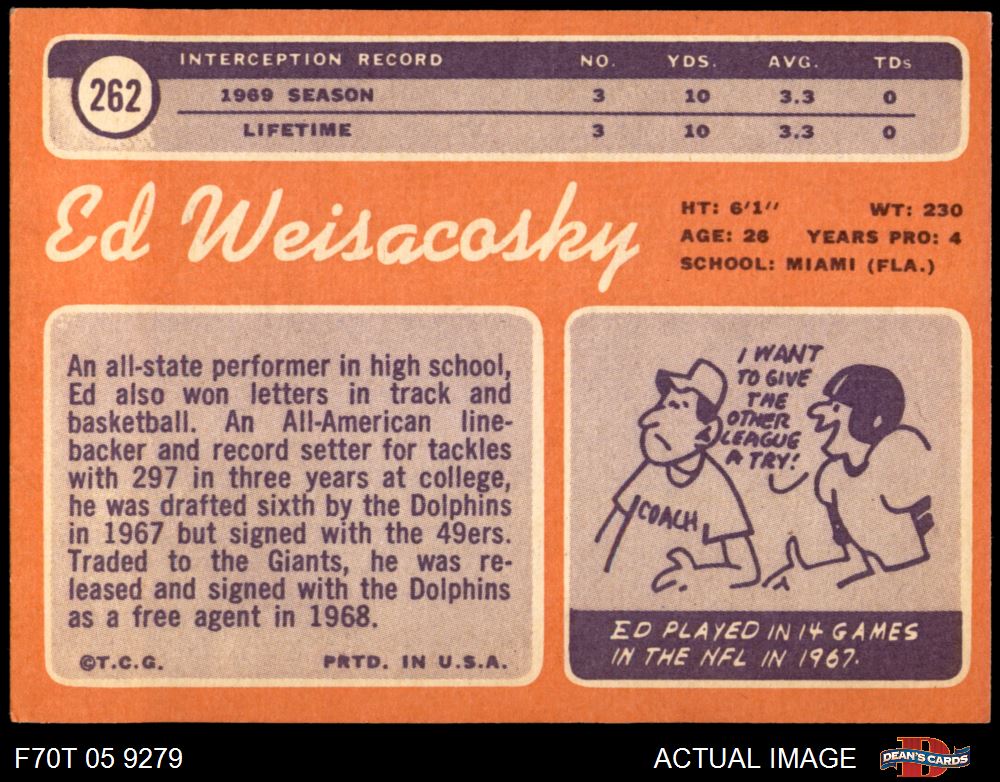 262
INTERCEPTION RECORD NO. YDS. AVG. TDs
1969 SEASON 3 10 3.3 0
LIFETIME 3 10 3.3 0
Ed Weisacosky
HT: 6'1" WT: 230
AGE: 26 YEARS PRO: 4
SCHOOL: MIAMI (FLA.)
An all-state performer in high school,
Ed also won letters in track and
basketball. An All-American line-
backer and record setter for tackles
with 297 in three years at college,
he was drafted sixth by the Dolphins
in 1967 but signed with the 49ers.
Traded to the Giants, he was re-
leased and signed with the Dolphins
as a free agent in 1968.
©T.C.G. PRTD. IN U.S.A.
I WANT
TO GIVE
THE
OTHER
LEAGUE
A TRY!
COACH
ED PLAYED IN 14 GAMES
IN THE NFL IN 1967.
F70T 05 9279
ACTUAL IMAGE
DEAN'S CARDS